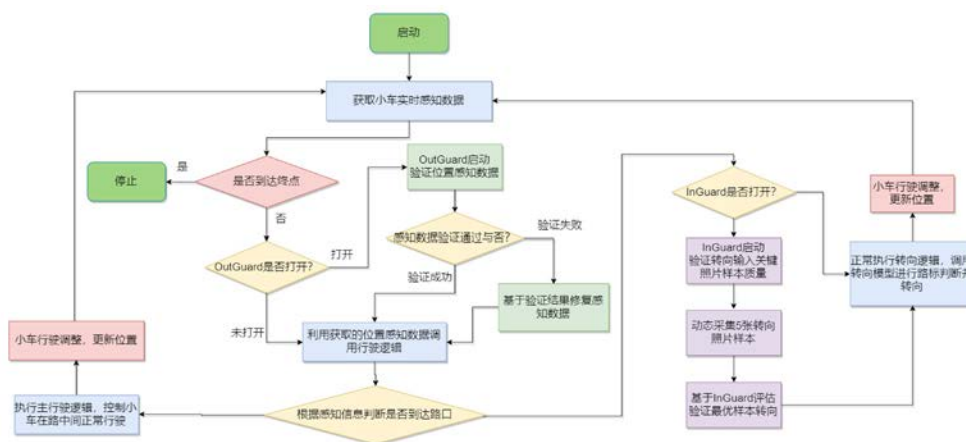 启动
获取小车实时感知数据
是
停止
是否到达终点
否
OutGuard启动
验证位置感知数据
OutGuard是否打开?
打开
未打开
感知数据验证通过与否?
验证失败
验证成功
基于验证结果修复感
知数据
利用获取的位置感知数据调
用行驶逻辑
小车行驶调整，更新位置
执行主行驶逻辑，控制小
车在路中间正常行驶
根据感知信息判断是否到达路口
InGuard是否打开?
InGuard启动
验证转向输入关键
照片样本质量
动态采集5张转向
照片样本
基于InGuard评估
验证最优样本转向
小车行驶调整，
更新位置
正常执行转向逻辑，调用
转向模型进行路标判断并
转向